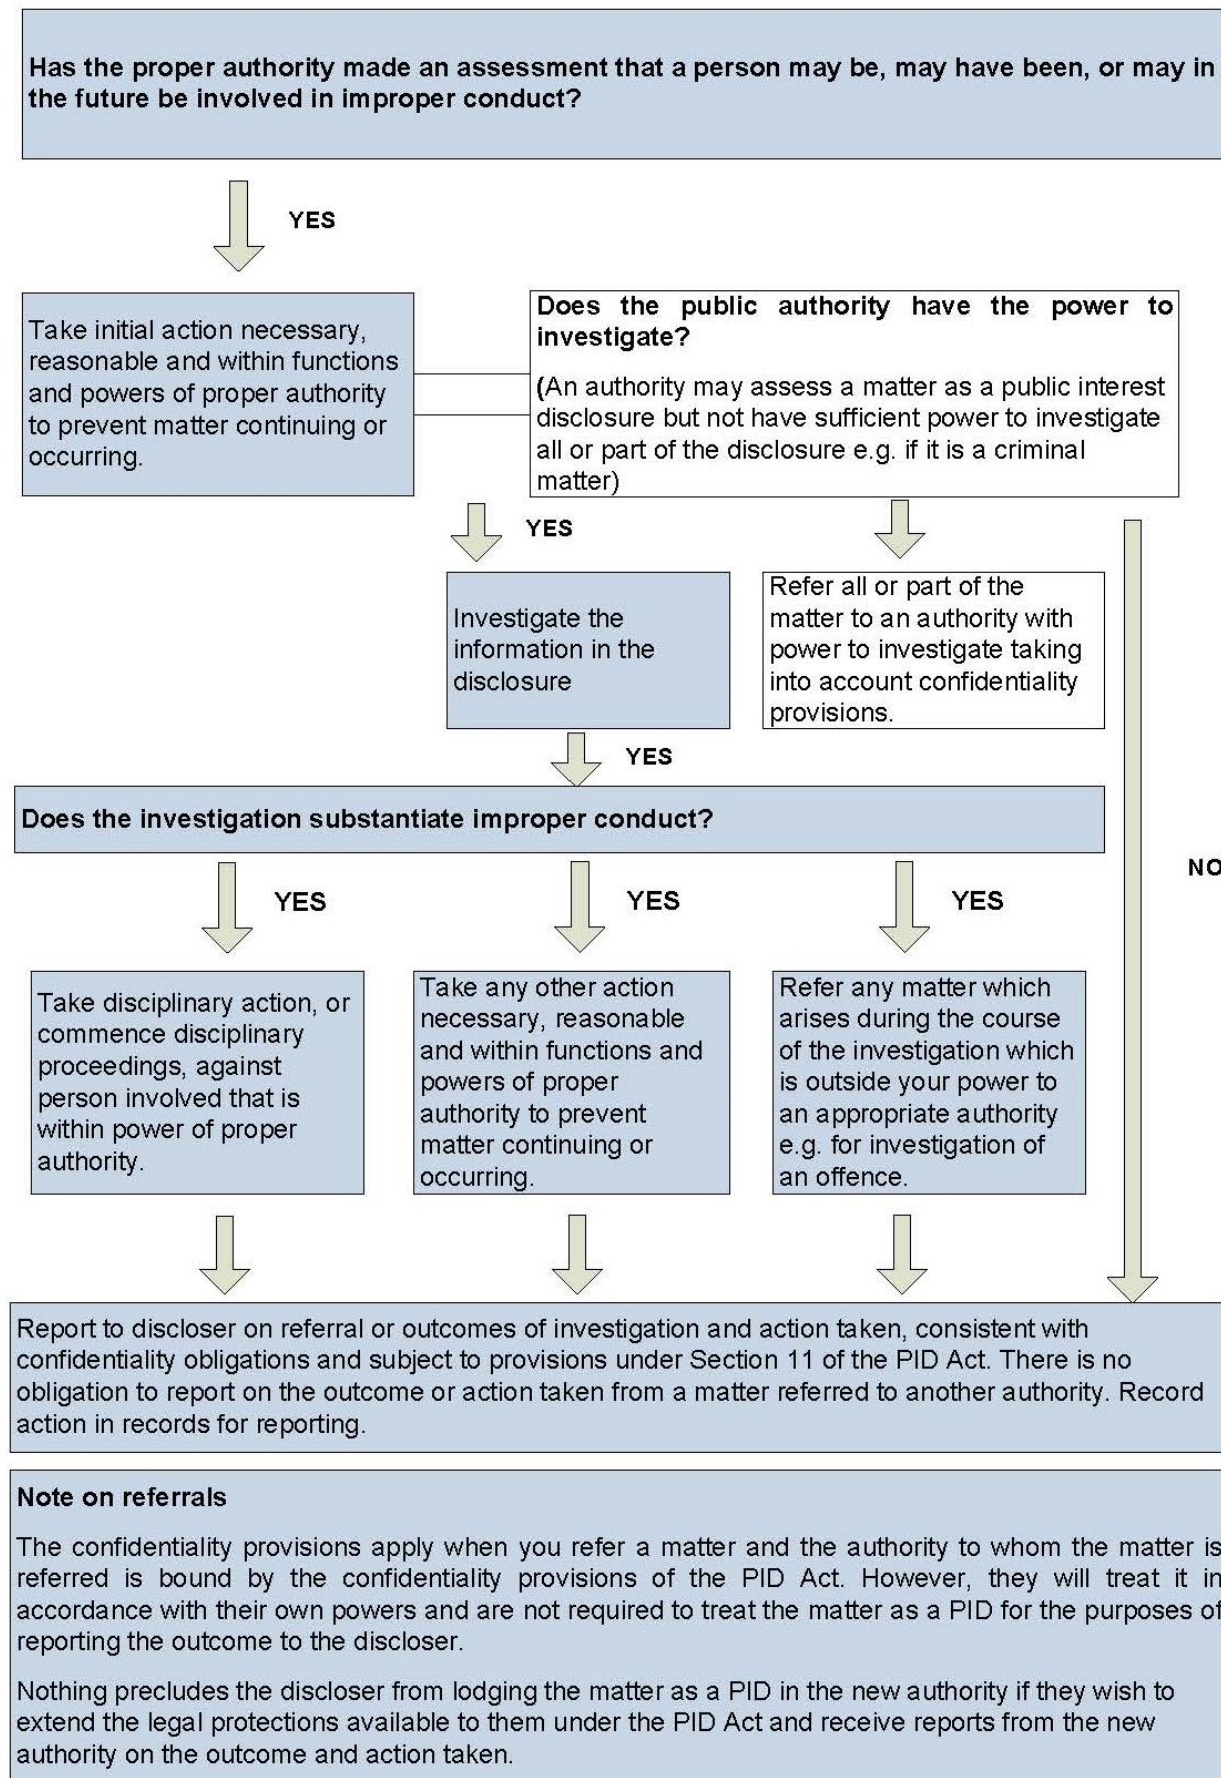 Has the proper authority made an assessment that a person may be, may have been, or may in
the future be involved in improper conduct?
YES
Take initial action necessary,
reasonable and within functions
and powers of proper authority
to prevent matter continuing or
occurring.
Does the public authority have the power to
investigate?
(An authority may assess a matter as a public interest
disclosure but not have sufficient power to investigate
all or part of the disclosure e.g. if it is a criminal
matter)
YES
Investigate the
information in the
disclosure
Refer all or part of the
matter to an authority with
power to investigate taking
into account confidentiality
provisions.
YES
Does the investigation substantiate improper conduct?
NO
YES
YES
YES
Take disciplinary action, or
commence disciplinary
proceedings, against
person involved that is
within power of proper
authority.
Take any other action
necessary, reasonable
and within functions and
powers of proper
authority to prevent
matter continuing or
occurring.
Refer any matter which
arises during the course
of the investigation which
is outside your power to
an appropriate authority
e.g. for investigation of
an offence.
Report to discloser on referral or outcomes of investigation and action taken, consistent with
confidentiality obligations and subject to provisions under Section 11 of the PID Act. There is no
obligation to report on the outcome or action taken from a matter referred to another authority. Record
action in records for reporting.
Note on referrals
The confidentiality provisions apply when you refer a matter and the authority to whom the matter is
referred is bound by the confidentiality provisions of the PID Act. However, they will treat it in
accordance with their own powers and are not required to treat the matter as a PID for the purposes of
reporting the outcome to the discloser.
Nothing precludes the discloser from lodging the matter as a PID in the new authority if they wish to
extend the legal protections available to them under the PID Act and receive reports from the new
authority on the outcome and action taken.